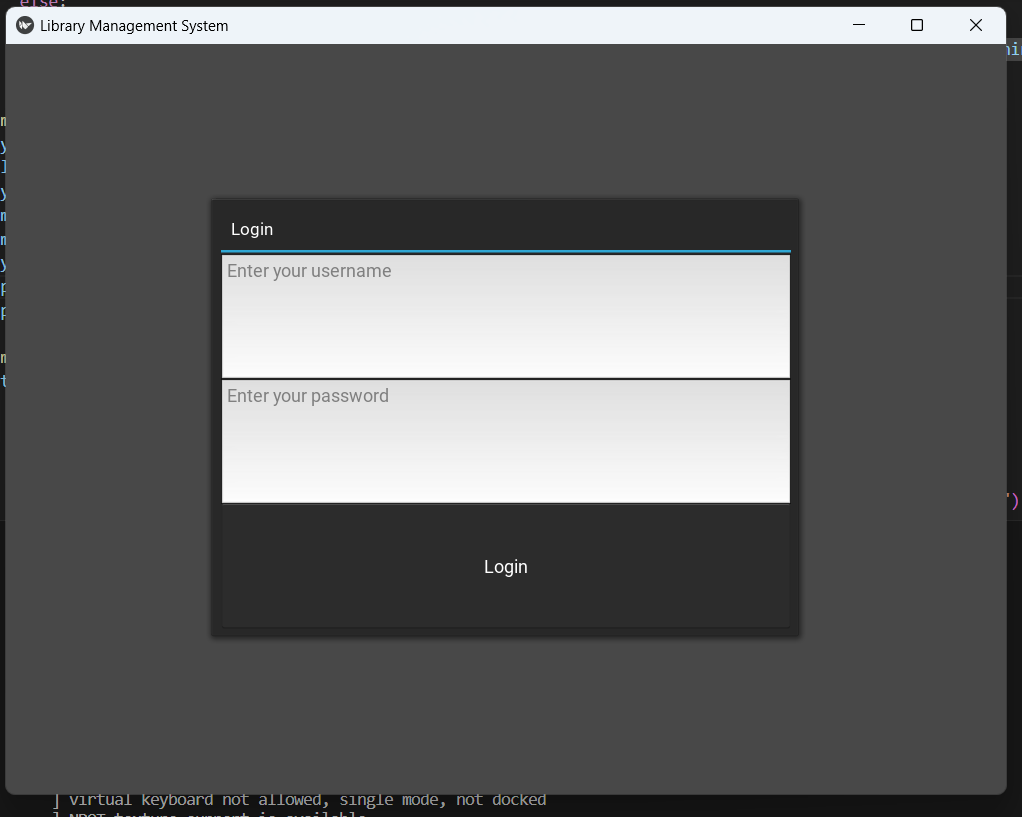 else:
Library Management System
Login
Enter your username
Enter your password
Login
')
] virtual keyboard not allowed, single mode, not docked
] NPOT texture support is available